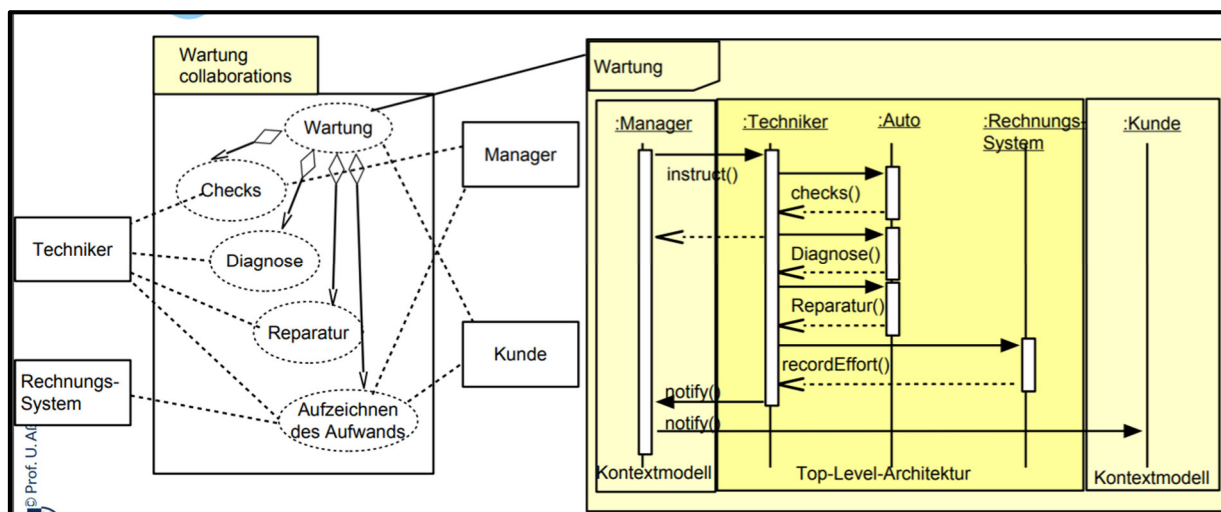 Wartung
collaborations
Wartung
Checks
Diagnose
Reparatur
Aufzeichnen
des Aufwands
Techniker
Rechnungs-
System
Manager
Kunde
© Prof. U. A
Wartung
:Manager
:Techniker
:Auto
:Rechnungs-
System
:Kunde
instruct()
checks()
Diagnose()
Reparatur()
recordEffort()
notify()
notify()
Kontextmodell
Top-Level-Architektur
Kontextmodell